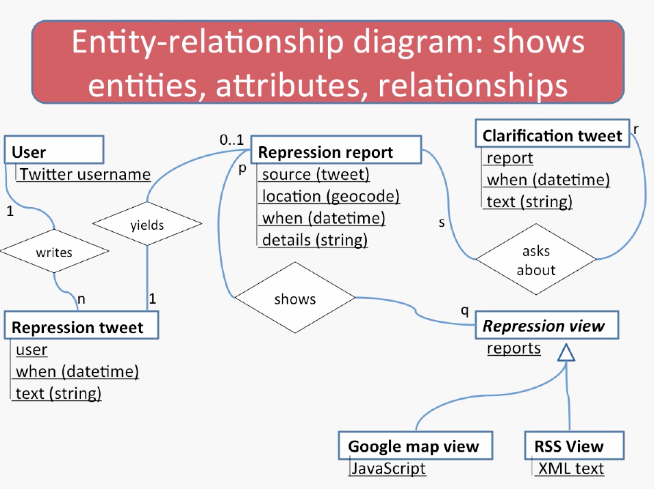 Entity-relationship diagram: shows
entities, attributes, relationships
User
Twitter username
1
writes
n
Repression tweet
user
when (datetime)
text (string)
yields
0..1
1
Repression report
source (tweet)
location (geocode)
when (datetime)
details (string)
p
shows
q
s
Clarification tweet
report
when (datetime)
text (string)
r
asks
about
Repression view
reports
Google map view
JavaScript
RSS View
XML text